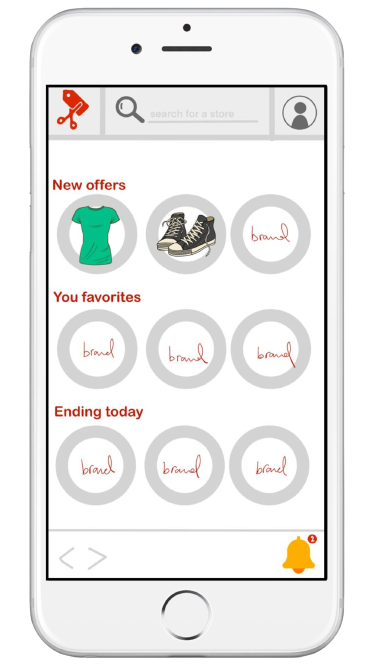 search for a store
New offers
brand
You favorites
brand brand brand
Ending today
brand brand brand
1